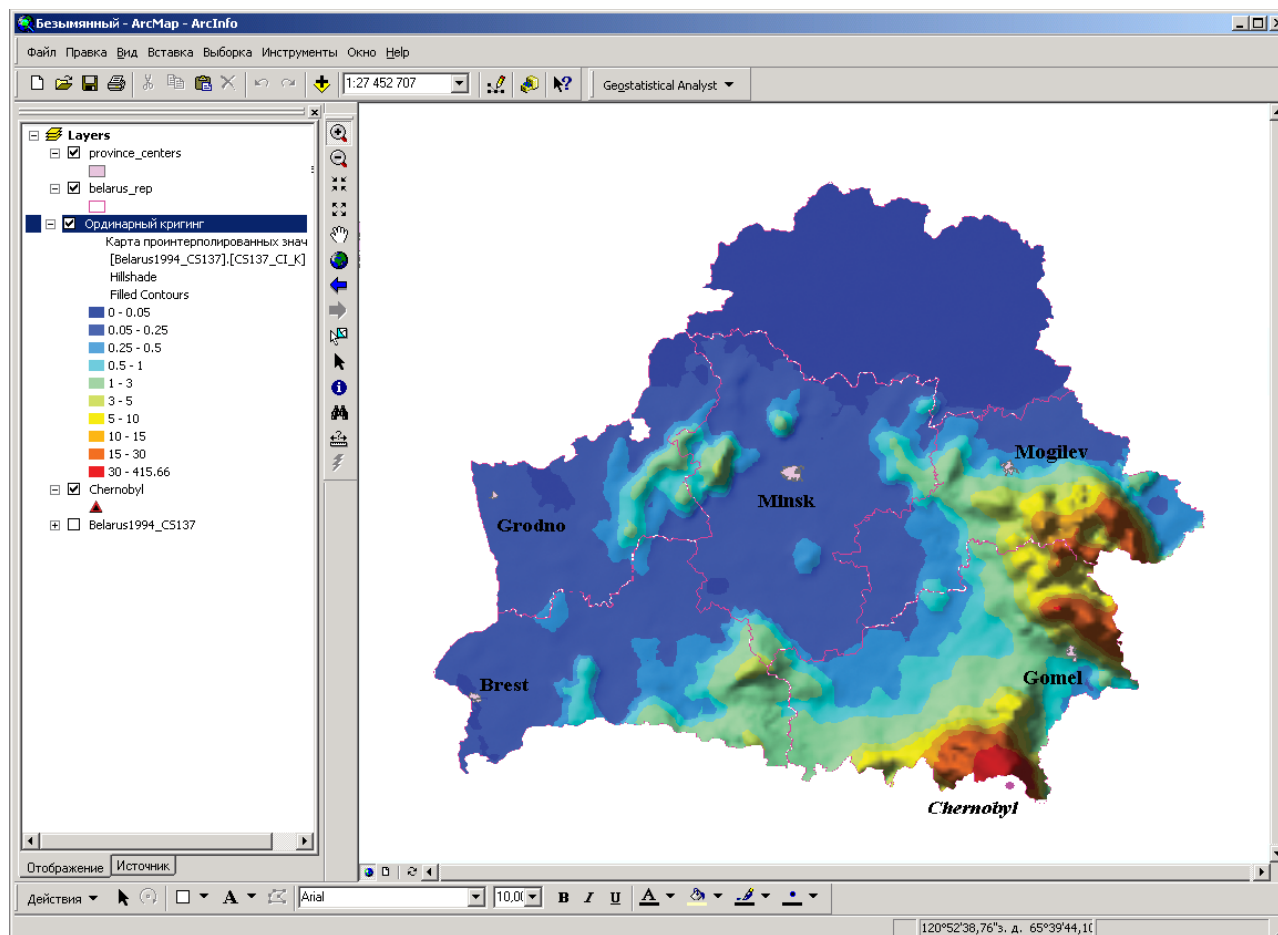 Безымянный - ArcMap - ArcInfo
Файл Правка Вид Вставка Выборка Инструменты Окно Help
1:27 452 707
Geostatistical Analyst
Layers
province_centers
belarus_rep
Ординарный кригинг
Карта проинтерполированных знач
[Belarus1994_CS137].[CS137_CI_K]
Hillshade
Filled Contours
0 - 0.05
0.05 - 0.25
0.25 - 0.5
0.5 - 1
1 - 3
3 - 5
5 - 10
10 - 15
15 - 30
30 - 415.66
Chernobyl
Belarus1994_CS137
Mogilev
Minsk
Grodno
Brest
Gomel
Chernobyl
Отображение Источник
Действия A Arial 10,0 B I U A
120°52'38,76"з. д. 65°39'44,10